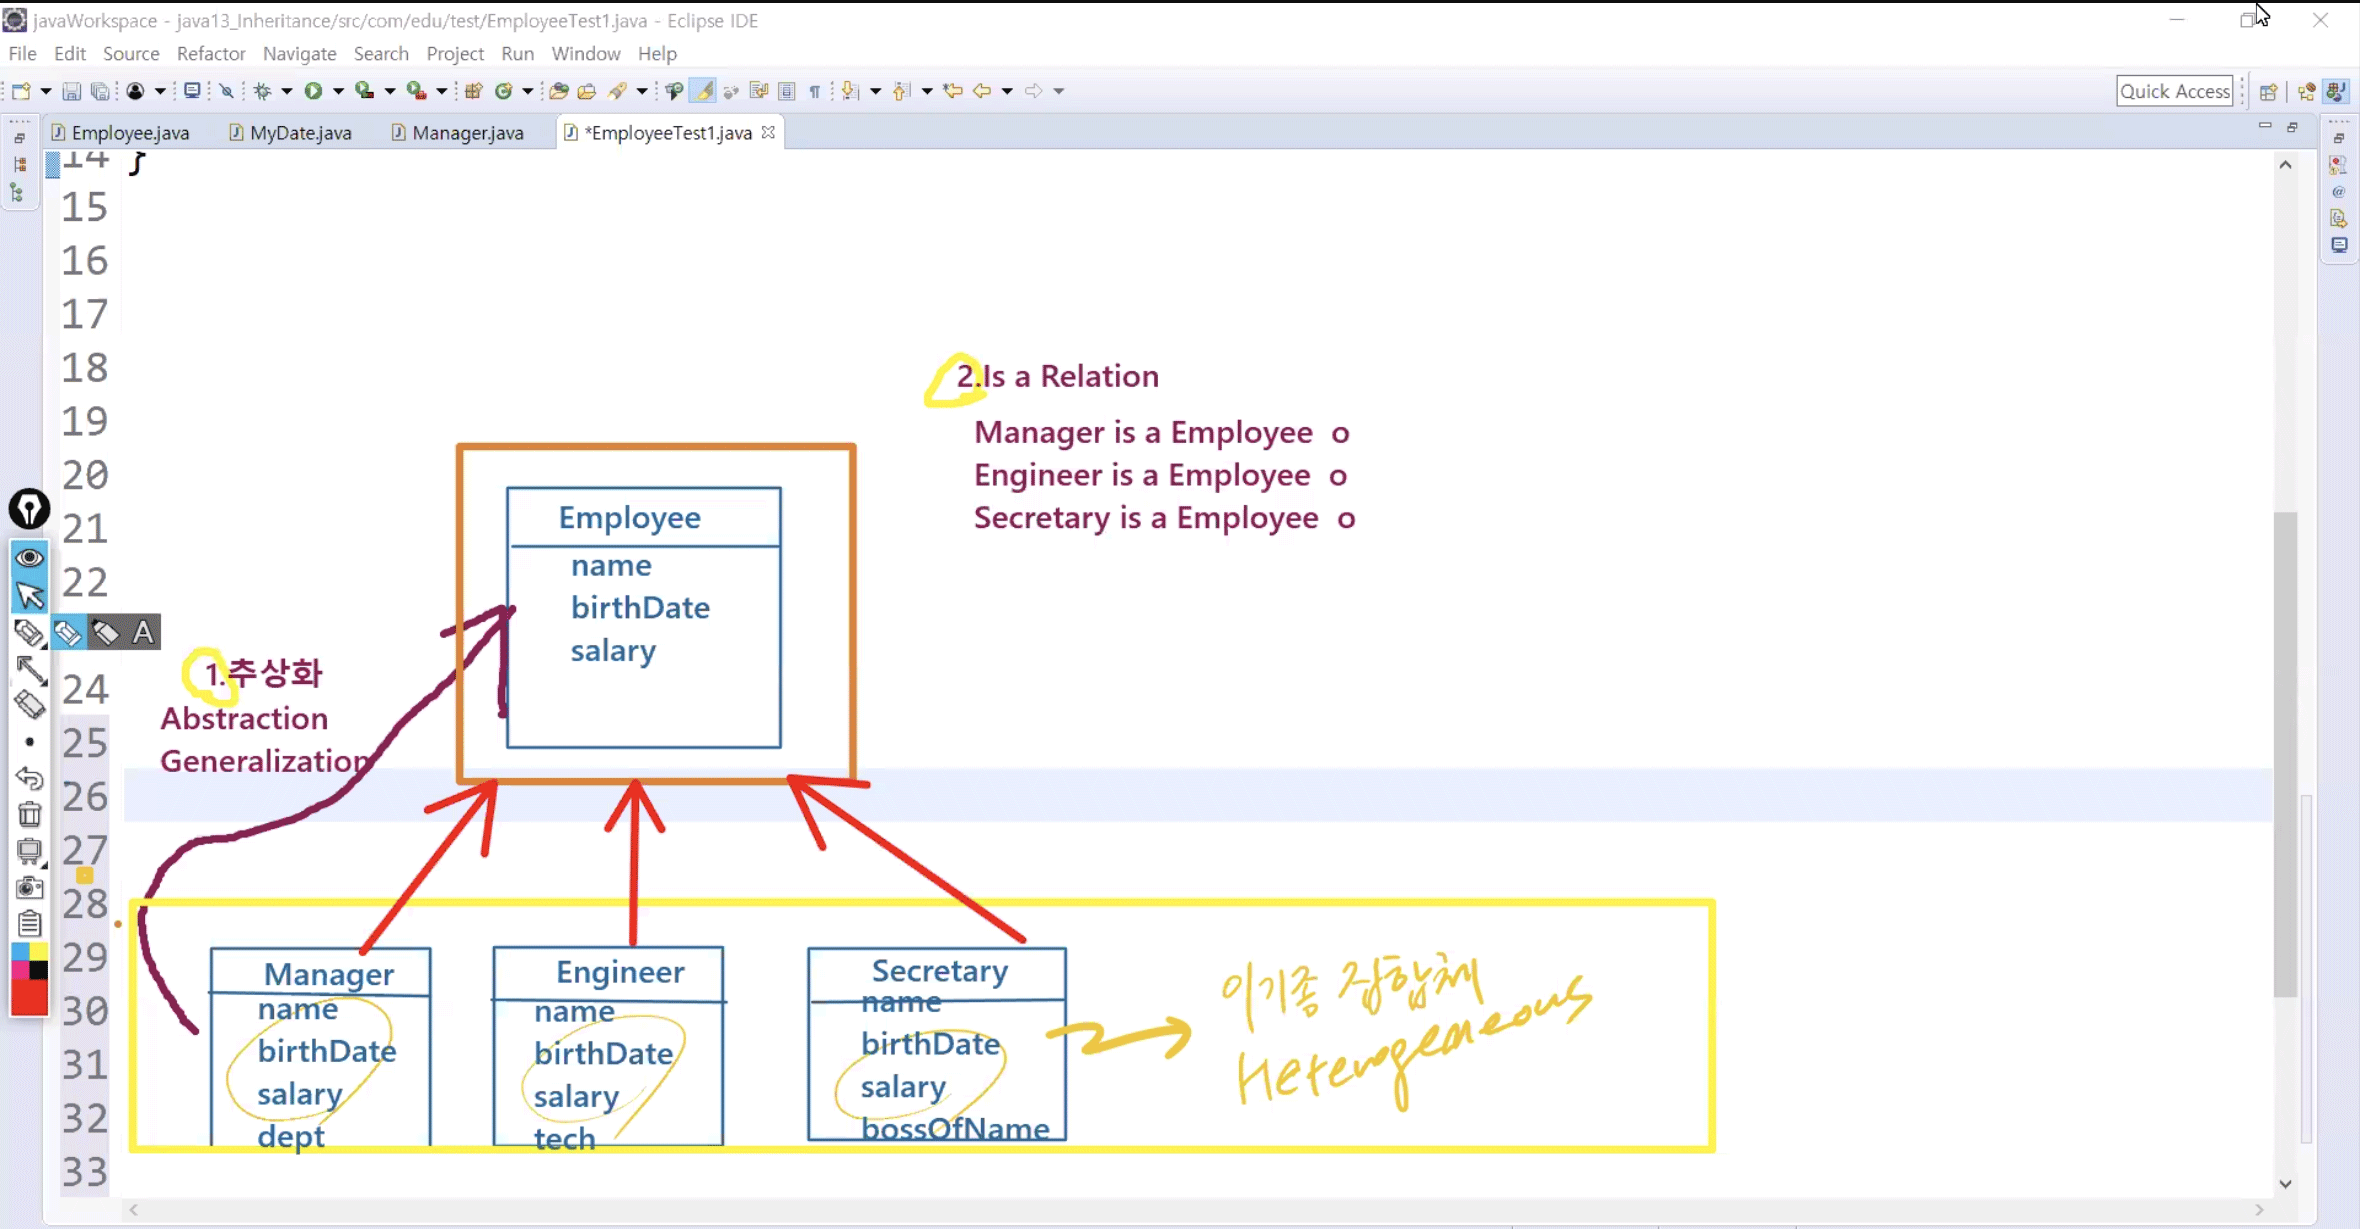 javaWorkspace - java13_Inheritance/src/com/edu/test/EmployeeTest1.java - Eclipse IDE
File Edit Source Refactor Navigate Search Project Run Window Help
Quick Access
Employee.java MyDate.java Manager.java *EmployeeTest1.java
14 }
15
16
17
18
19
20
21
22
24
25
26
27
28
29
30
31
32
33
A
2.Is a Relation
Manager is a Employee o
Engineer is a Employee o
Secretary is a Employee o
Employee
name
birthDate
salary
1.추상화
Abstraction
Generalization
Manager
name
birthDate
salary
dept
Engineer
name
birthDate
salary
tech
Secretary
name
birthDate
salary
bossOfName
이기종 집합체
Heterogeneous